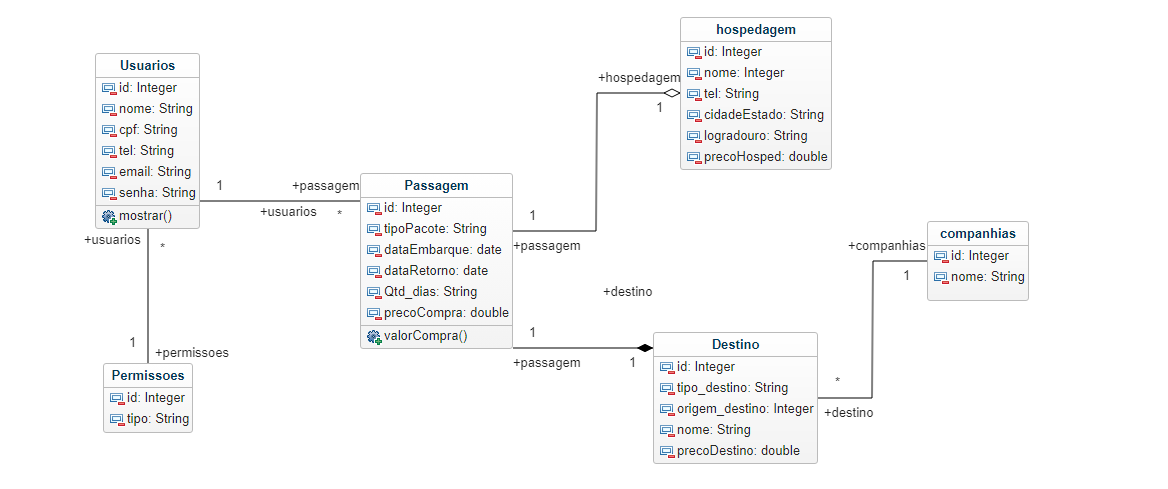 hospedagem
id: Integer
nome: Integer
tel: String
cidadeEstado: String
logradouro: String
precoHosped: double
+hospedagem
1
Usuarios
id: Integer
nome: String
cpf: String
tel: String
email: String
senha: String
mostrar()
1
+passagem
+usuarios
*
Passagem
id: Integer
tipoPacote: String
dataEmbarque: date
dataRetorno: date
Qtd_dias: String
precoCompra: double
valorCompra()
1
+passagem
+usuarios
*
1
+permissoes
Permissoes
id: Integer
tipo: String
+destino
1
+passagem
1
Destino
id: Integer
tipo_destino: String
origem_destino: Integer
nome: String
precoDestino: double
*
+destino
+companhias
1
companhias
id: Integer
nome: String